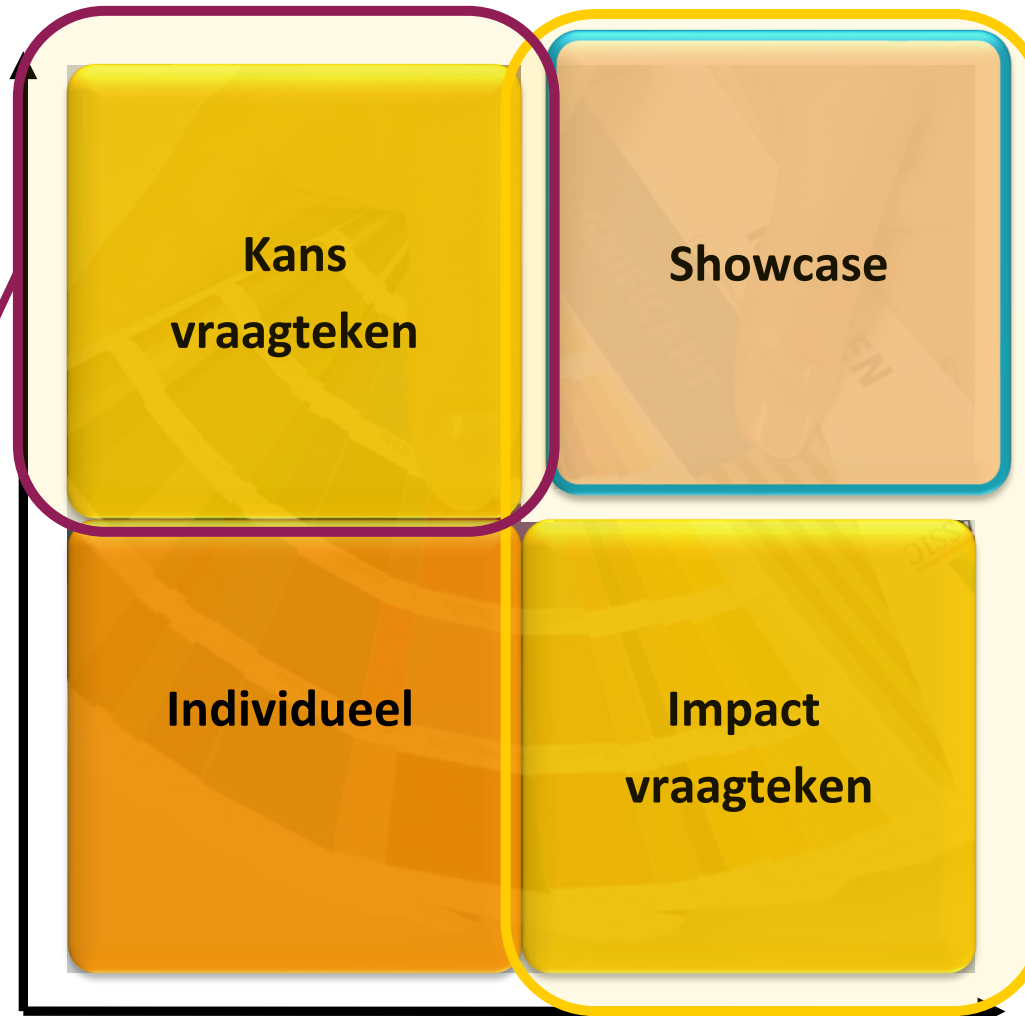 Kans
vraagteken
Showcase
Individueel
Impact
vraagteken